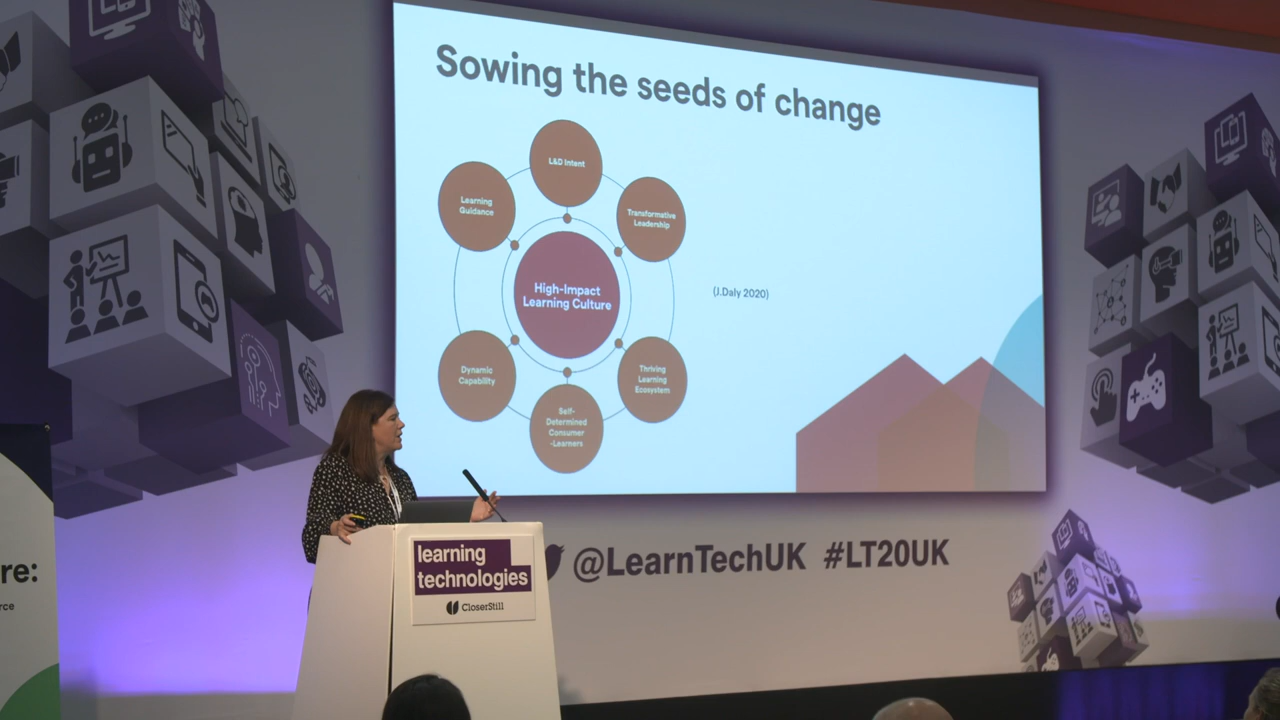 Sowing the seeds of change
L&D Intent
Learning
Guidance
Transformative
Leadership
High-Impact
Learning Culture
(J.Daly 2020)
Dynamic
Capability
Thriving
Learning
Ecosystem
Self-
Determined
Consumer
-Learners
learning
technologies
CloserStill
@LearnTechUK #LT20UK
re:
rce